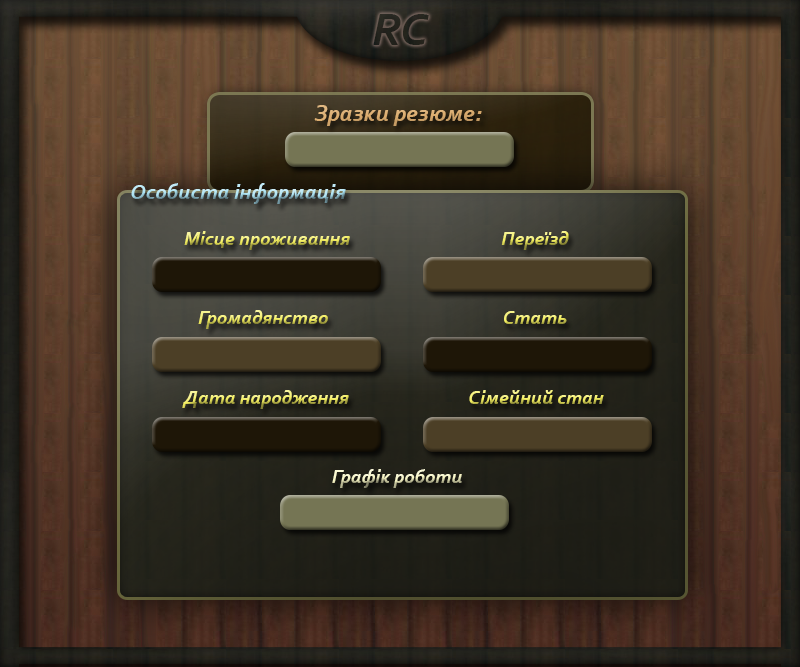 RC
Зразки резюме:
Особиста інформація
Місце проживання
Переїзд
Громадянство
Стать
Дата народження
Сімейний стан
Графік роботи